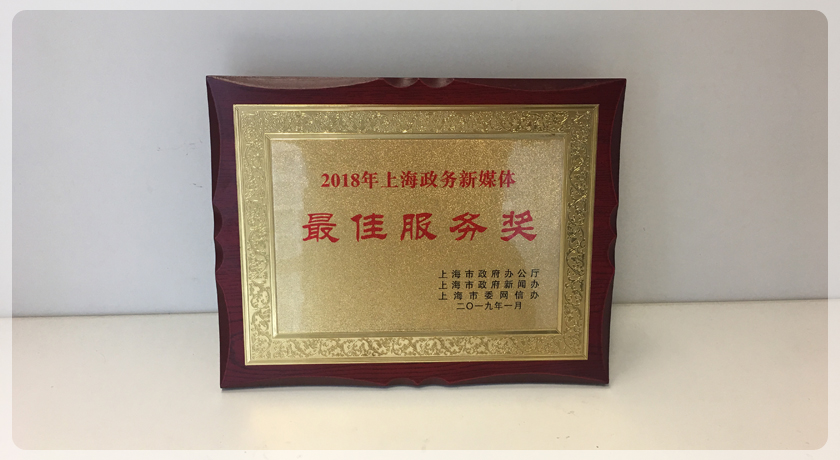 2018年上海政务新媒体
最佳服务奖
上海市政府办公厅
上海市政府新闻办
上海市委网信办
二〇一九年一月